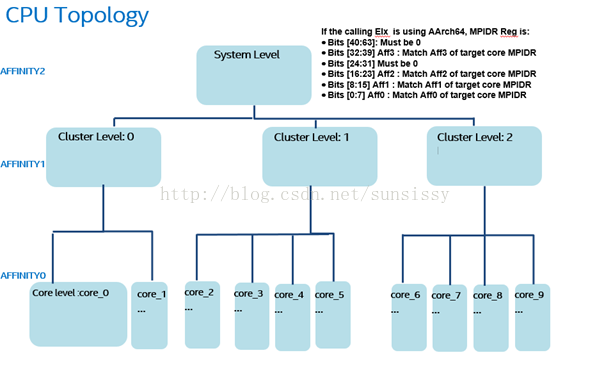 CPU Topology
If the calling Elx is using AArch64, MPIDR Reg is:
• Bits [40:63]: Must be 0
• Bits [32:39] Aff3 : Match Aff3 of target core MPIDR
• Bits [24:31] Must be 0
• Bits [16:23] Aff2 : Match Aff2 of target core MPIDR
• Bits [8:15] Aff1 : Match Aff1 of target core MPIDR
• Bits [0:7] Aff0 : Match Aff0 of target core MPIDR
System Level
AFFINITY2
Cluster Level: 0
Cluster Level: 1
Cluster Level: 2
AFFINITY1
http://blog.csdn.net/sunsissy
AFFINITY0
Core level :core_0
core_1
...
core_2
...
core_3
...
core_4
...
core_5
...
core_6
...
core_7
...
core_8
...
core_9
...